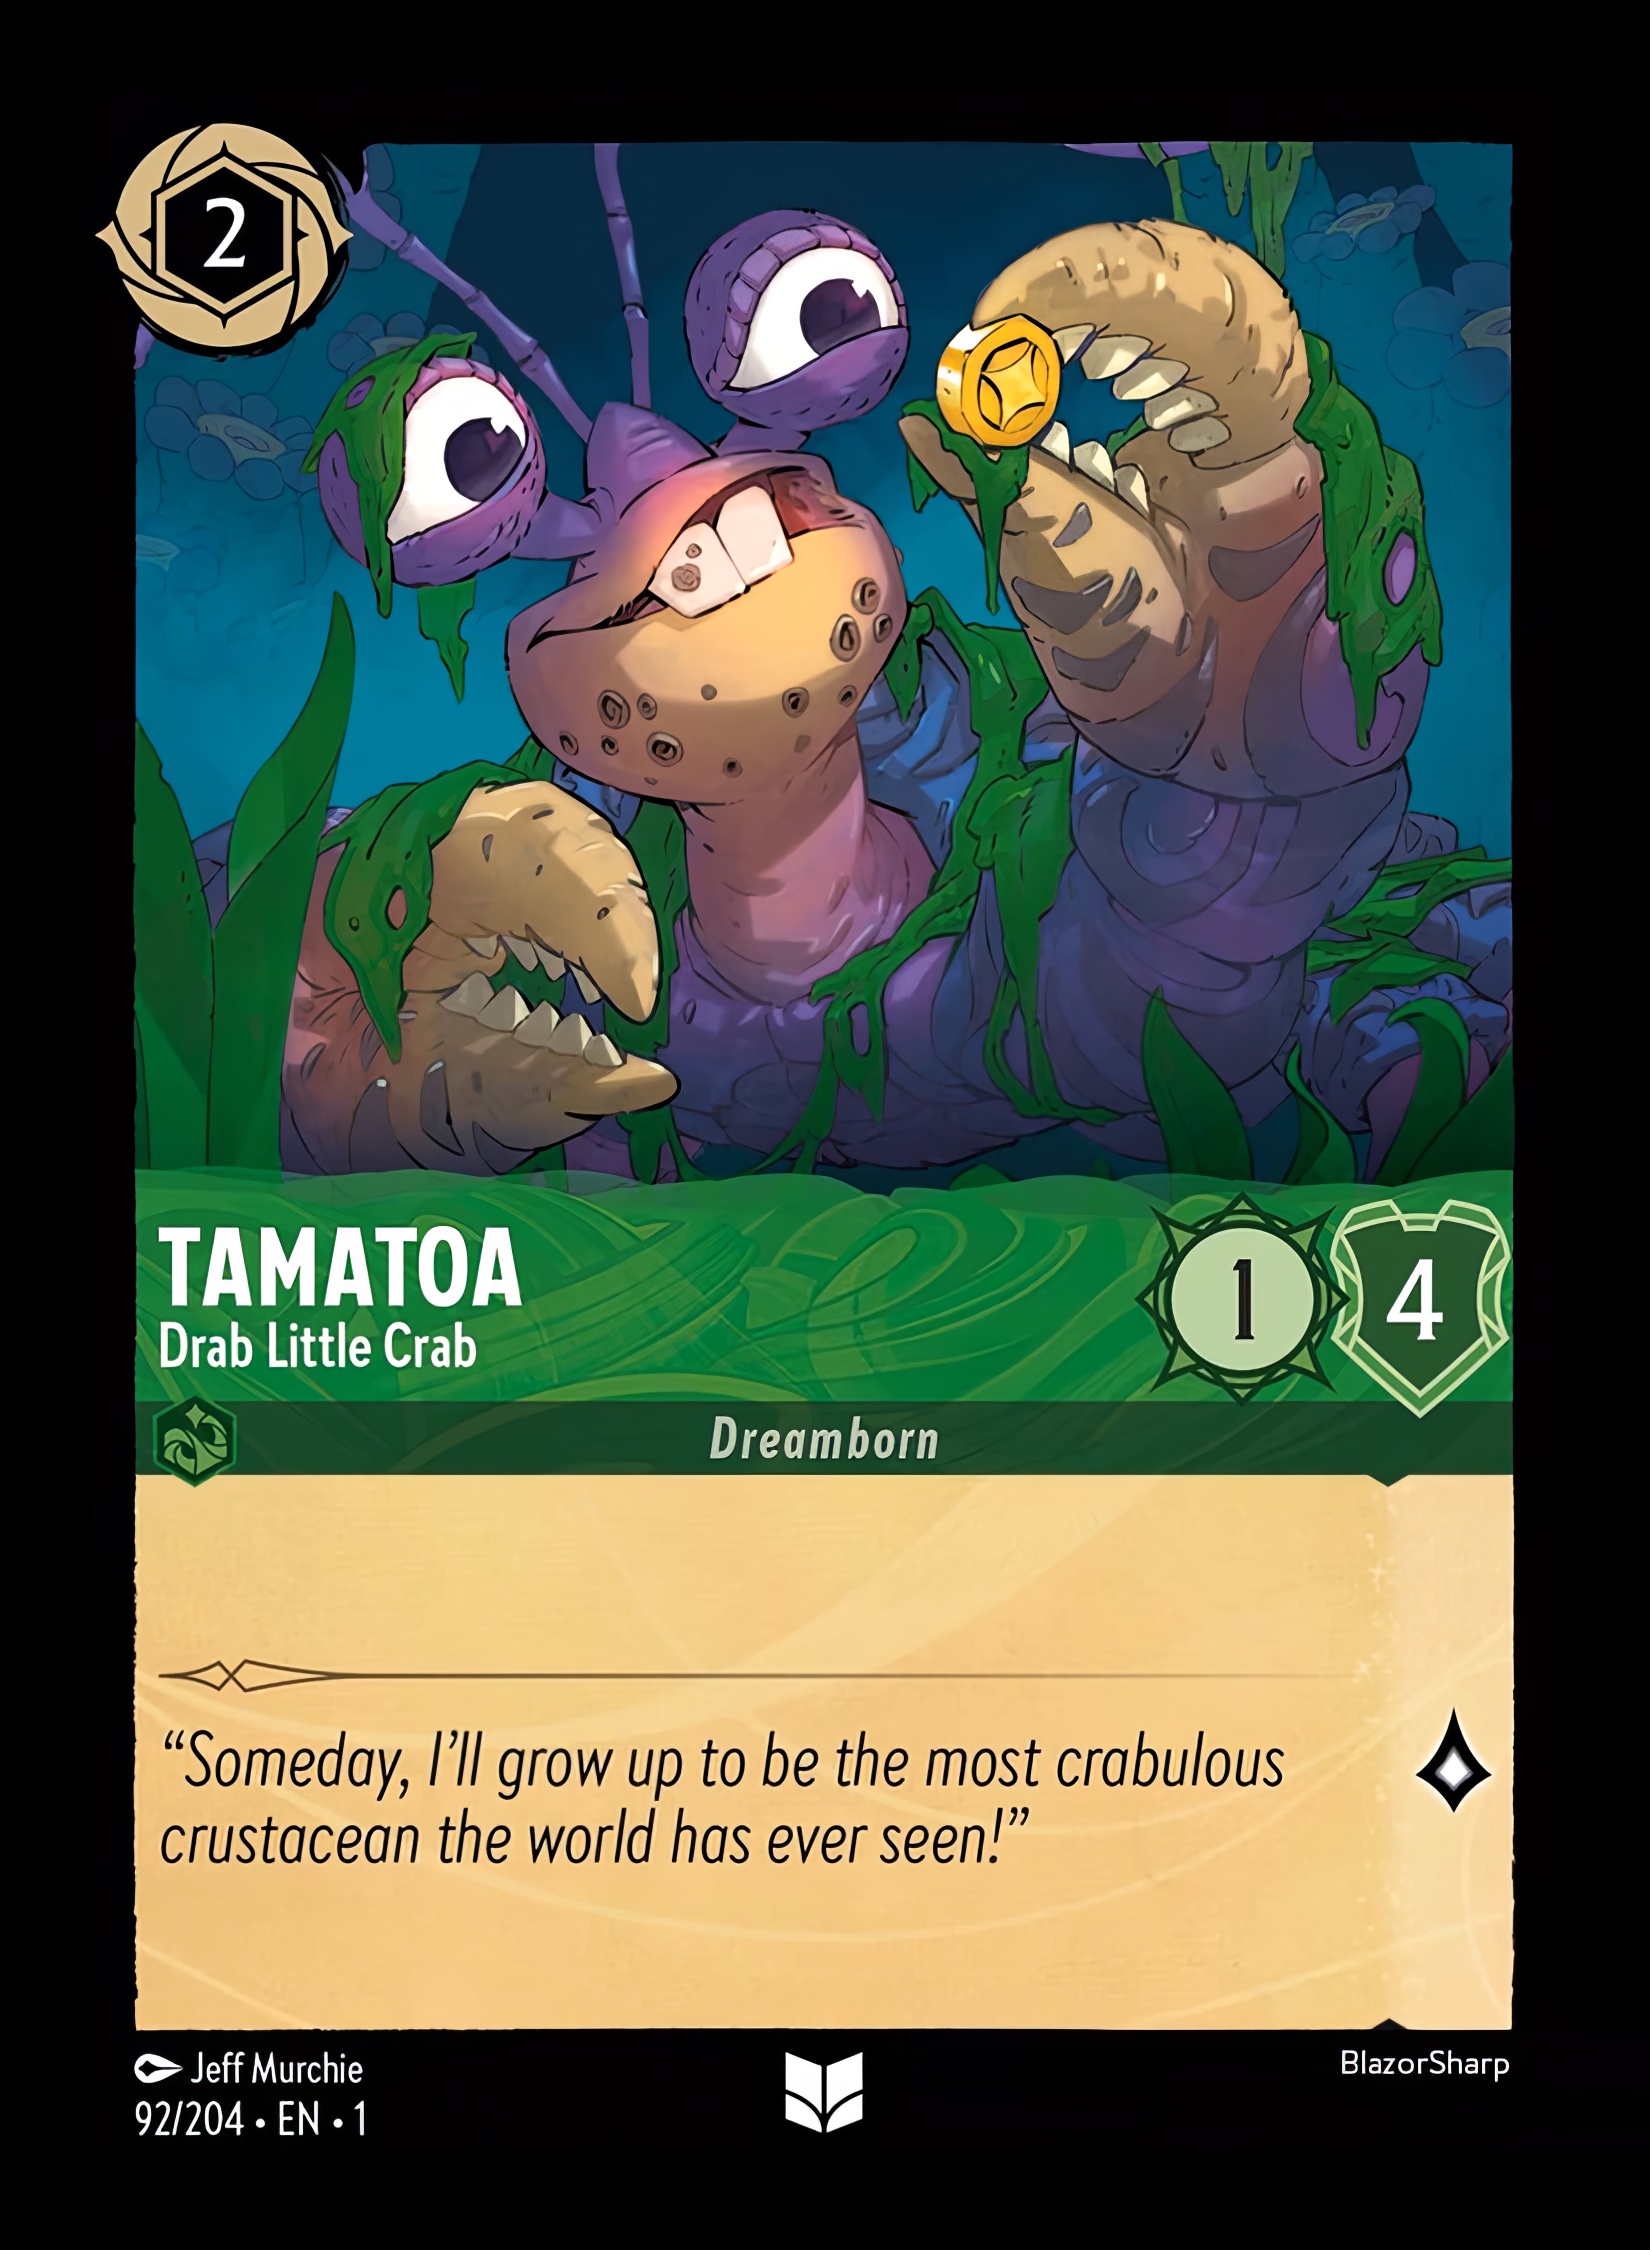 2
TAMATOA
Drab Little Crab
1
4
Dreamborn
“Someday, I’ll grow up to be the most crabulous
crustacean the world has ever seen!”
Jeff Murchie
92/204 • EN • 1
BlazorSharp